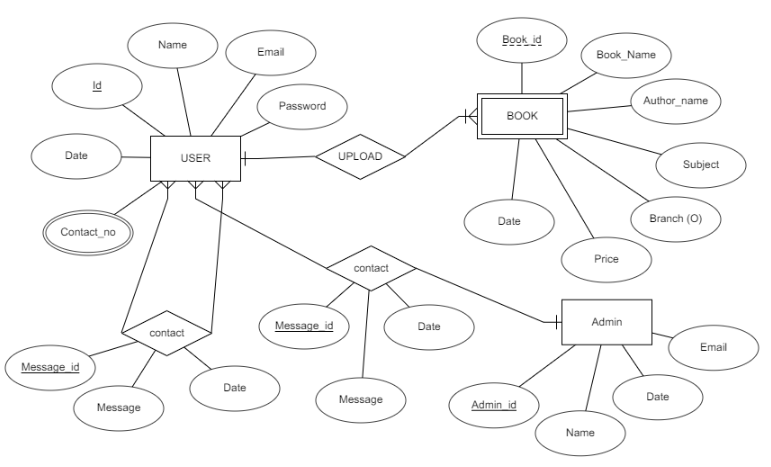 Name
Email
Book_id
Book_Name
Id
Password
Author_name
BOOK
Date
USER
UPLOAD
Subject
Contact_no
Date
Branch (O)
Price
contact
contact
Message_id
Date
Admin
Message_id
Email
Date
Message
Message
Admin_id
Date
Name